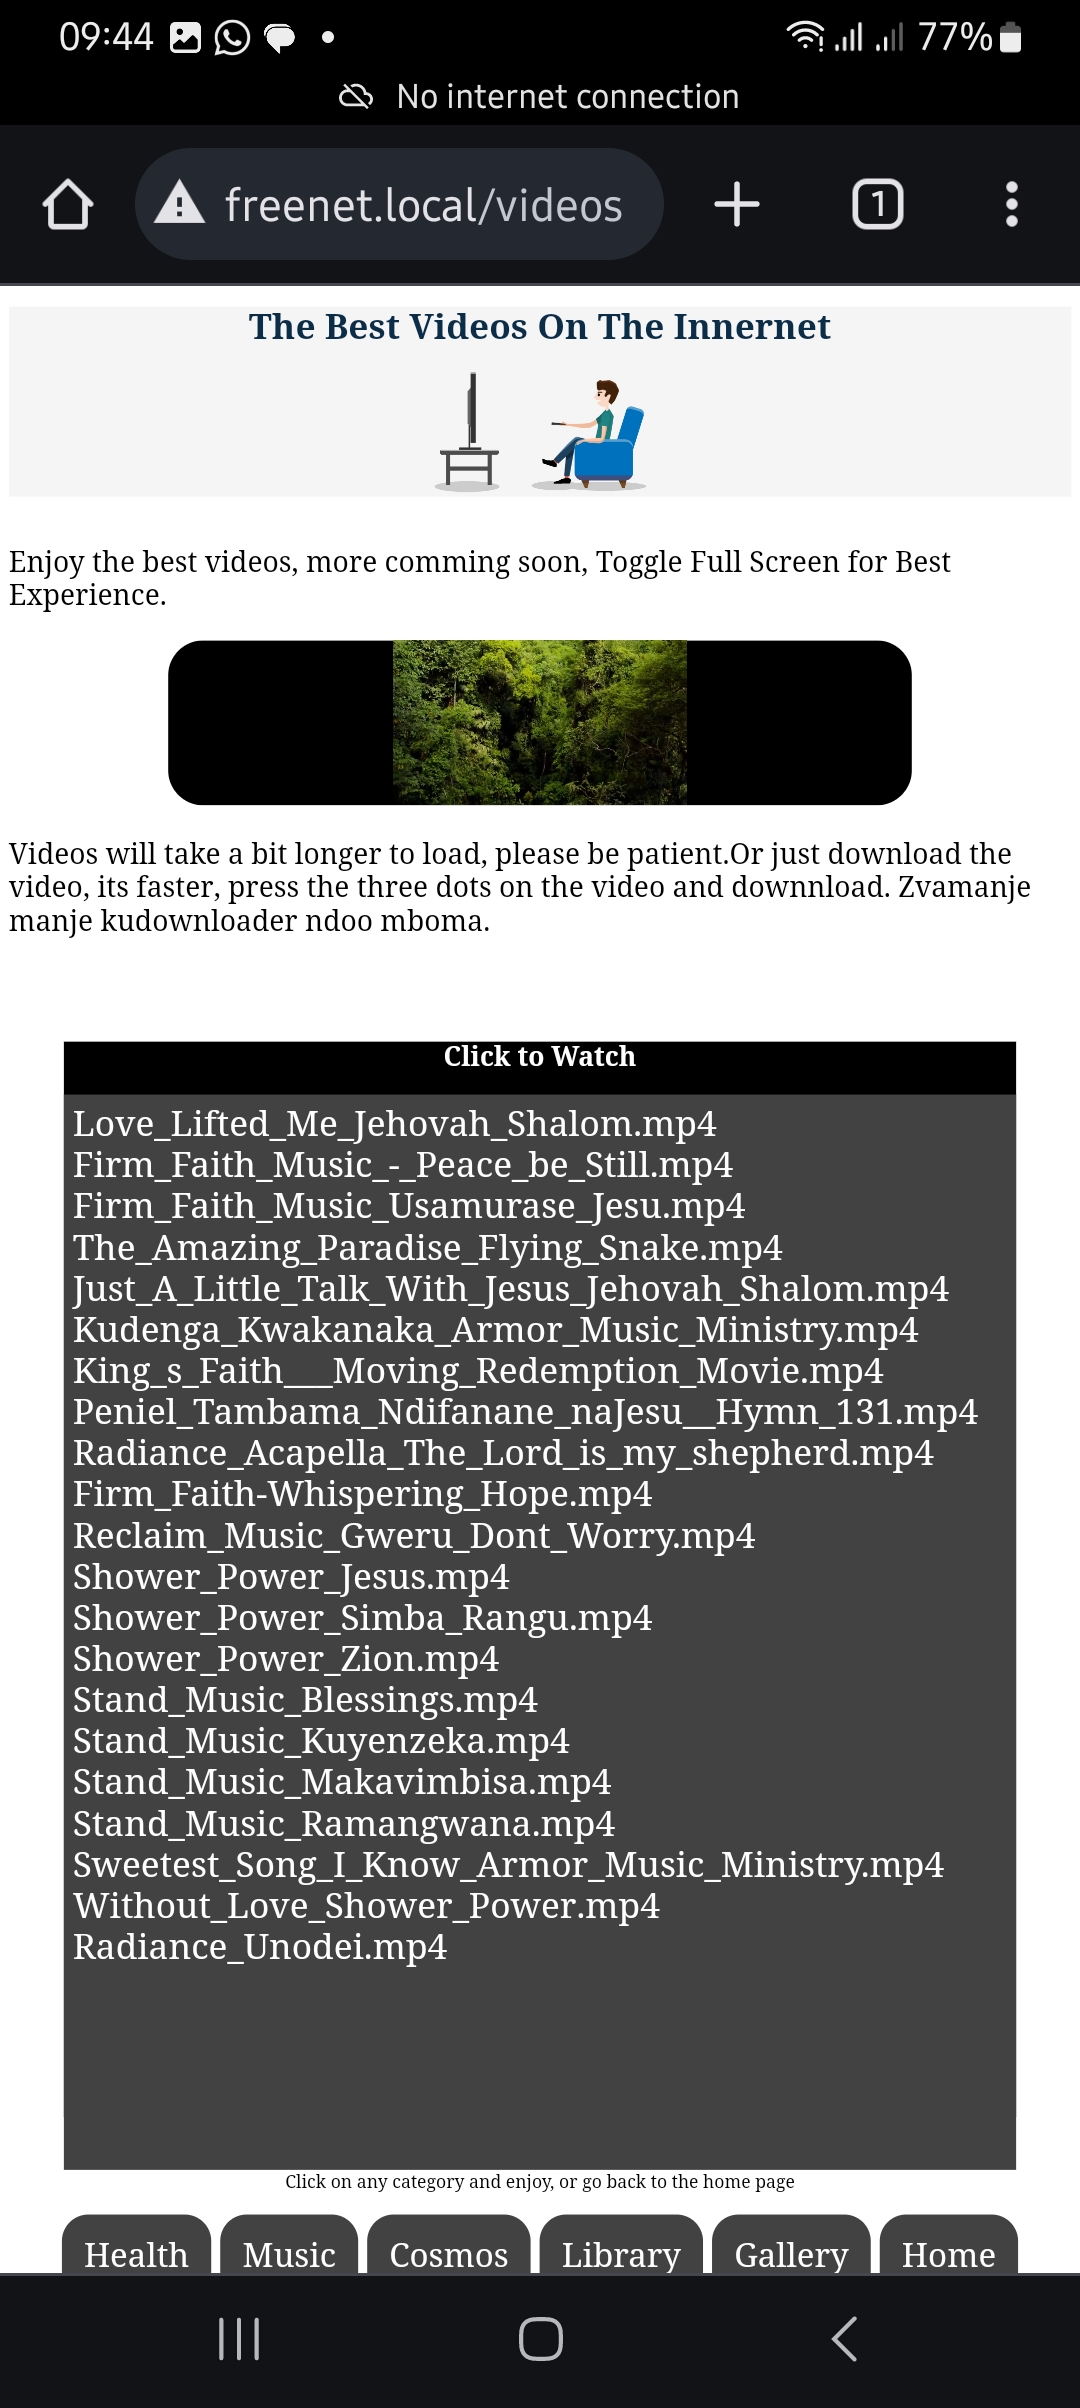 09:44
77%
No internet connection
freenet.local/videos
1
The Best Videos On The Innernet
Enjoy the best videos, more comming soon, Toggle Full Screen for Best
Experience.
Videos will take a bit longer to load, please be patient.Or just download the
video, its faster, press the three dots on the video and downnload. Zvamanje
manje kudownloader ndoo mboma.
Click to Watch
Love_Lifted_Me_Jehovah_Shalom.mp4
Firm_Faith_Music_-_Peace_be_Still.mp4
Firm_Faith_Music_Usamurase_Jesu.mp4
The_Amazing_Paradise_Flying_Snake.mp4
Just_A_Little_Talk_With_Jesus_Jehovah_Shalom.mp4
Kudenga_Kwakanaka_Armor_Music_Ministry.mp4
King_s_Faith___Moving_Redemption_Movie.mp4
Peniel_Tambama_Ndifanane_naJesu__Hymn_131.mp4
Radiance_Acapella_The_Lord_is_my_shepherd.mp4
Firm_Faith-Whispering_Hope.mp4
Reclaim_Music_Gweru_Dont_Worry.mp4
Shower_Power_Jesus.mp4
Shower_Power_Simba_Rangu.mp4
Shower_Power_Zion.mp4
Stand_Music_Blessings.mp4
Stand_Music_Kuyenzeka.mp4
Stand_Music_Makavimbisa.mp4
Stand_Music_Ramangwana.mp4
Sweetest_Song_I_Know_Armor_Music_Ministry.mp4
Without_Love_Shower_Power.mp4
Radiance_Unodei.mp4
Click on any category and enjoy, or go back to the home page
Health Music Cosmos Library Gallery Home